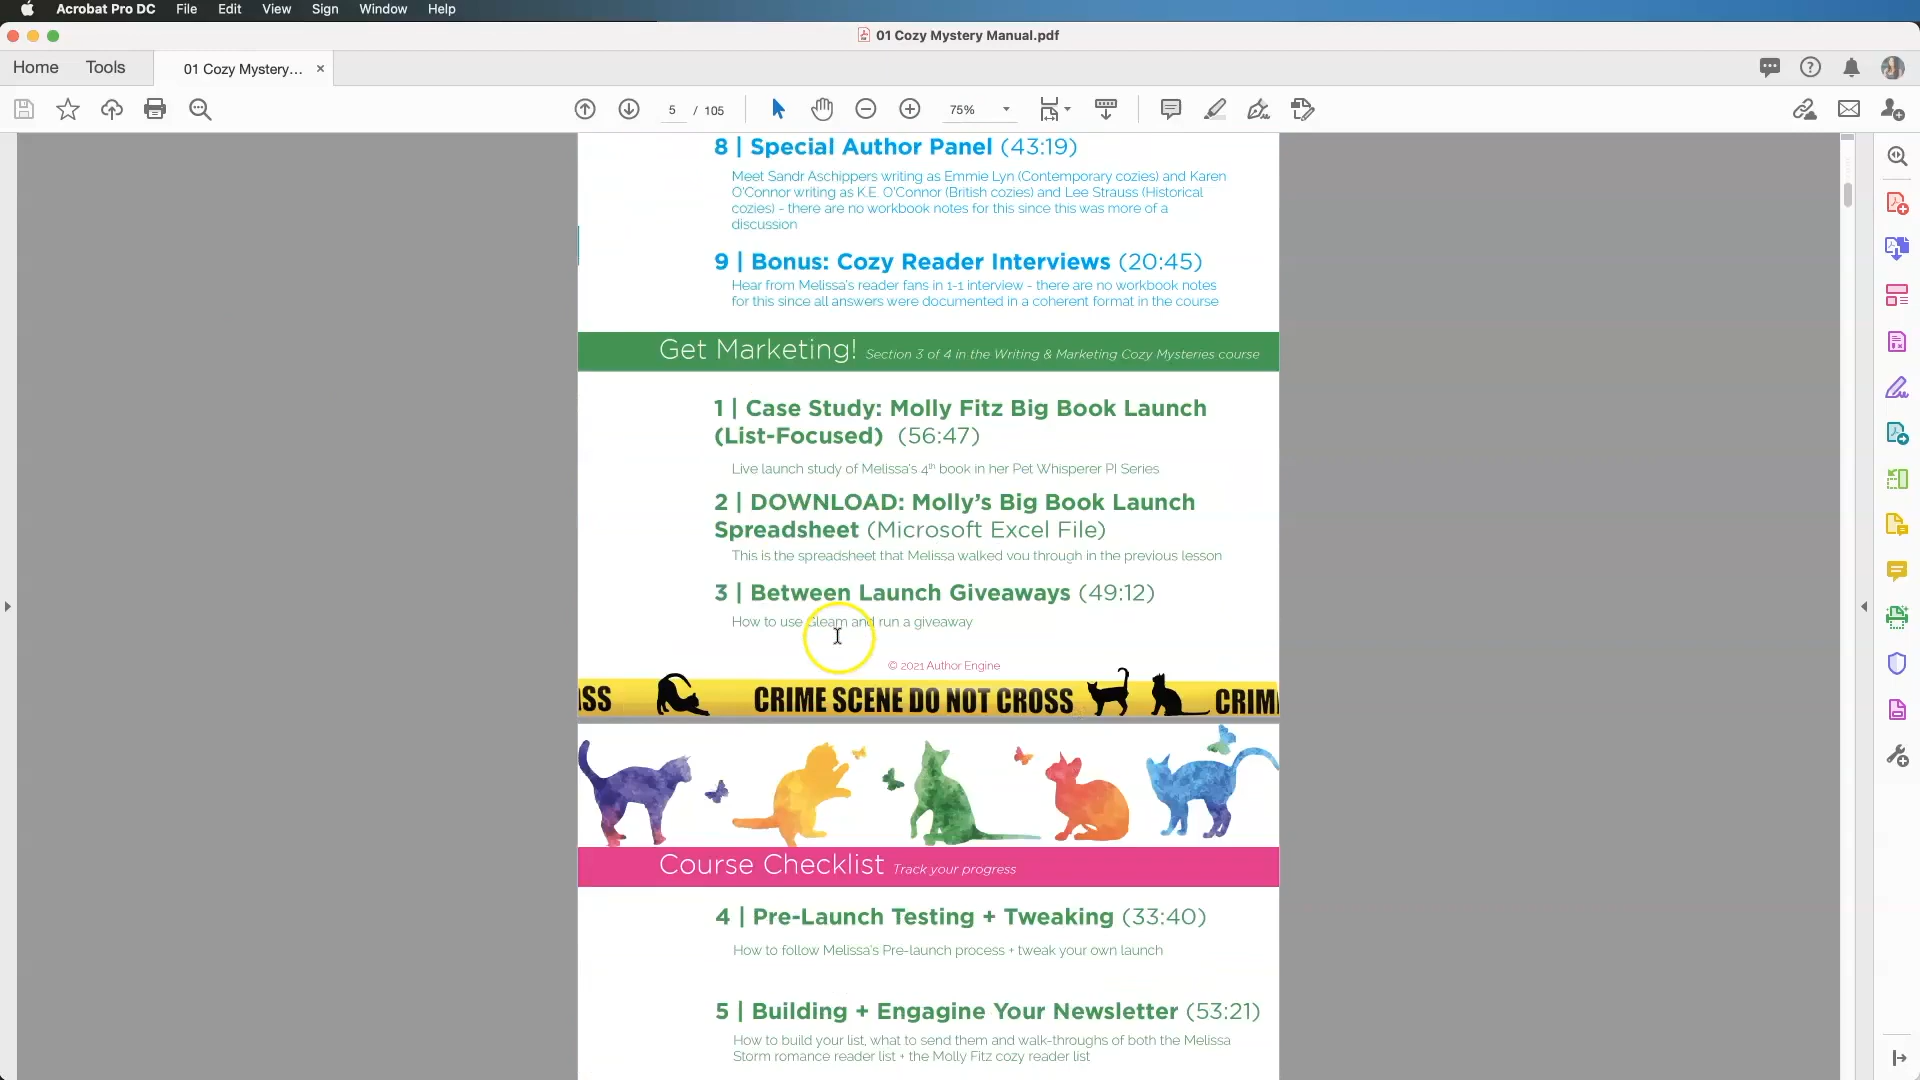 Acrobat Pro DC File Edit View Sign Window Help
01 Cozy Mystery Manual.pdf
Home Tools 01 Cozy Mystery... ×
5 / 105 75%
8 | Special Author Panel (43:19)
Meet Sandr Aschippers writing as Emmie Lyn (Contemporary cozies) and Karen
O'Connor writing as K.E. O'Connor (British cozies) and Lee Strauss (Historical
cozies) - there are no workbook notes for this since this was more of a
discussion
9 | Bonus: Cozy Reader Interviews (20:45)
Hear from Melissa's reader fans in 1-1 interview - there are no workbook notes
for this since all answers were documented in a coherent format in the course
Get Marketing! Section 3 of 4 in the Writing & Marketing Cozy Mysteries course
1 | Case Study: Molly Fitz Big Book Launch
(List-Focused) (56:47)
Live launch study of Melissa's 4th book in her Pet Whisperer PI Series
2 | DOWNLOAD: Molly's Big Book Launch
Spreadsheet (Microsoft Excel File)
This is the spreadsheet that Melissa walked you through in the previous lesson
3 | Between Launch Giveaways (49:12)
How to use Gleam and run a giveaway
© 2021 Author Engine
SS CRIME SCENE DO NOT CROSS CRIM
Course Checklist Track your progress
4 | Pre-Launch Testing + Tweaking (33:40)
How to follow Melissa's Pre-launch process + tweak your own launch
5 | Building + Engagine Your Newsletter (53:21)
How to build your list, what to send them and walk-throughs of both the Melissa
Storm romance reader list + the Molly Fitz cozy reader list